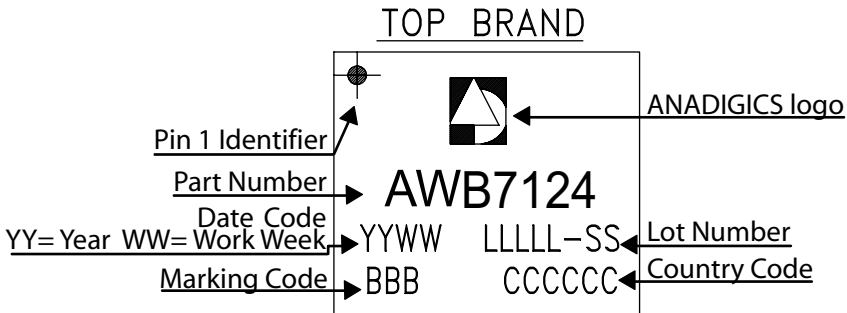 TOP BRAND
ANADIGICS logo
Pin 1 Identifier
Part Number
AWB7124
Date Code
YY= Year WW= Work Week
YYWW LLLLL-SS
Lot Number
Marking Code
BBB CCCCCC
Country Code